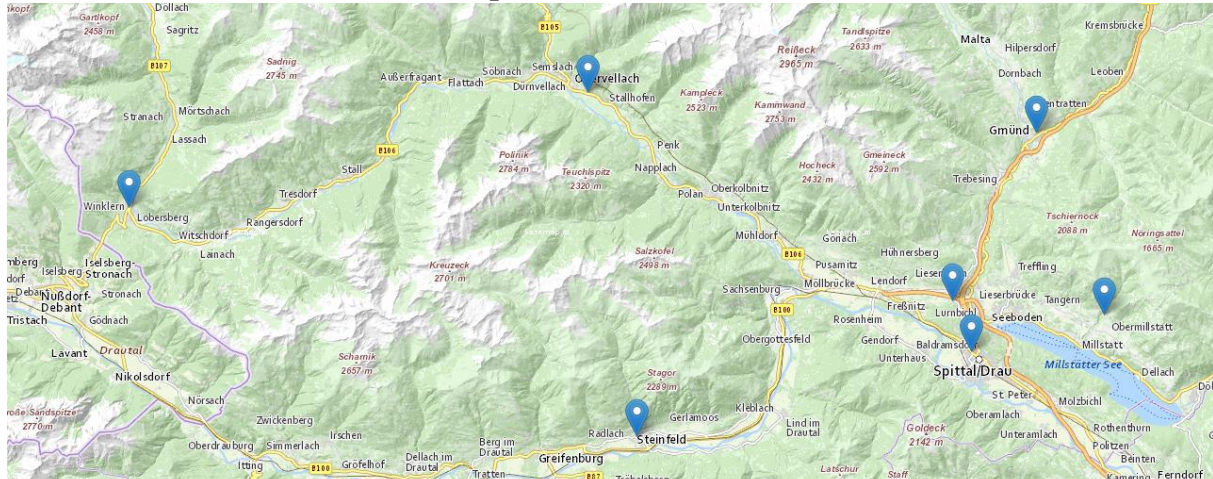 Döllach
Gartlkopf
2458 m
Sagritz
B105
Tandlspitze
2633 m
Malta
Kremsbrücke
Hilpersdorf
Reißeck
2965 m
B107
Sadnig
2745 m
Außerfragant
Flattach
Söbnach
Semslach
Durnvellach
Stallhofen
Dornbach
Leoben
Kampleck
2523 m
Kammwand
2753 m
Mörtschach
Stranach
Lassach
Gmünd
B106
Stall
Polinik
2784 m
Teuchlspitz
2320 m
Penk
Napplach
Hocheck
2432 m
Gmeineck
2592 m
Trebesing
Tresdorf
Polan
Oberkolbnitz
Unterkolbnitz
Winklern
Lobersberg
Rangersdorf
Witschdorf
Lainach
Mühldorf
Tschiernock
2088 m
Nöringsattel
1665 m
Göriach
Hühnersberg
B106
Iselsberg-
Stronach
Iselsberg
Kreuzeck
2701 m
Salzkofel
2498 m
Pusarnitz
Treffling
Sachsenburg
Möllbrücke
Lendorf
Lieserbrücke
Tangern
Stronach
Nußdorf-
Debant
Gödnach
Tristach
B100
Feßnitz
Lurnbichl
Seeboden
Rosenheim
Obermillstatt
Millstatt
Lavant
Drautal
Obergottesfeld
Gendorf
Unterhaus
Baldramsdorf
Scharnik
2657 m
Spittal/Drau
Millstätter See
Dellach
Nikolsdorf
Stagor
2289 m
St Peter
Molzbichl
Nörsach
Kleblach
Gerlamoos
Radlach
Steinfeld
Lind im
Drautal
Oberamlach
Unteramlach
Rothenthurn
Goldeck
2142 m
2770 m
Zwickenberg
Irschen
Oberdrauburg
Simmerlach
Berg im
Drautal
Politzen
Itting
B100
Gröfelhof
Dellach im
Drautal
Greifenburg
Tratten
B87
Latschur
Staff
Beinten
Kamering
Ferndorf